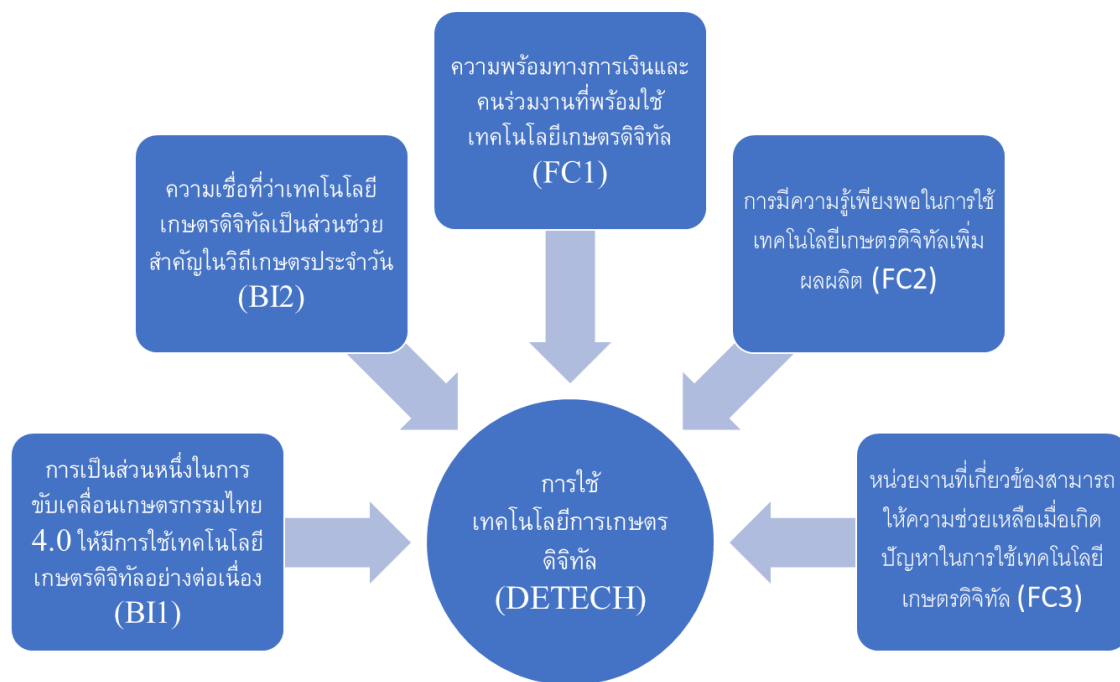 ความพร้อมทางการเงินและ
คนร่วมงานที่พร้อมใช้
เทคโนโลยีเกษตรดิจิทัล
(FC1)
ความเชื่อที่ว่าเทคโนโลยี
เกษตรดิจิทัลเป็นส่วนช่วย
สำคัญในวิถีเกษตรประจำวัน
(BI2)
การมีความรู้เพียงพอในการใช้
เทคโนโลยีเกษตรดิจิทัลเพิ่ม
ผลผลิต (FC2)
การเป็นส่วนหนึ่งในการ
ขับเคลื่อนเกษตรกรรมไทย
4.0 ให้มีการใช้เทคโนโลยี
เกษตรดิจิทัลอย่างต่อเนื่อง
(BI1)
การใช้
เทคโนโลยีการเกษตร
ดิจิทัล
(DETECH)
หน่วยงานที่เกี่ยวข้องสามารถ
ให้ความช่วยเหลือเมื่อเกิด
ปัญหาในการใช้เทคโนโลยี
เกษตรดิจิทัล (FC3)